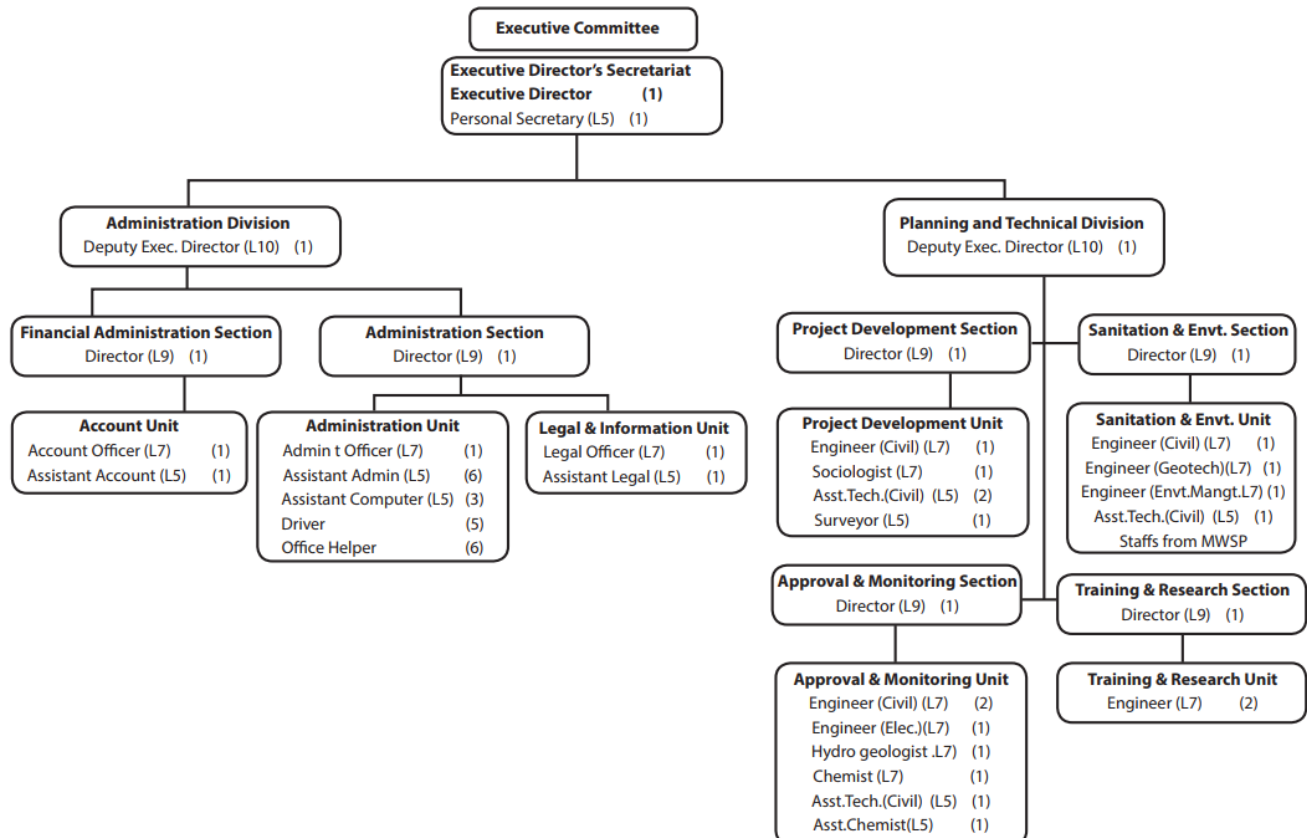 Executive Committee
Executive Director's Secretariat
Executive Director (1)
Personal Secretary (L5) (1)
Administration Division
Deputy Exec. Director (L10) (1)
Planning and Technical Division
Deputy Exec. Director (L10) (1)
Financial Administration Section
Director (L9) (1)
Administration Section
Director (L9) (1)
Project Development Section
Director (L9) (1)
Sanitation & Envt. Section
Director (L9) (1)
Account Unit
Account Officer (L7) (1)
Assistant Account (L5) (1)
Administration Unit
Admin t Officer (L7) (1)
Assistant Admin (L5) (6)
Assistant Computer (L5) (3)
Driver (5)
Office Helper (6)
Legal & Information Unit
Legal Officer (L7) (1)
Assistant Legal (L5) (1)
Project Development Unit
Engineer (Civil) (L7) (1)
Sociologist (L7) (1)
Asst.Tech.(Civil) (L5) (2)
Surveyor (L5) (1)
Sanitation & Envt. Unit
Engineer (Civil) (L7) (1)
Engineer (Geotech)(L7) (1)
Engineer (Envt.Mangt.L7) (1)
Asst.Tech.(Civil) (L5) (1)
Staffs from MWSP
Approval & Monitoring Section
Director (L9) (1)
Training & Research Section
Director (L9) (1)
Approval & Monitoring Unit
Engineer (Civil) (L7) (2)
Engineer (Elec.)(L7) (1)
Hydro geologist .L7) (1)
Chemist (L7) (1)
Asst.Tech.(Civil) (L5) (1)
Asst.Chemist(L5) (1)
Training & Research Unit
Engineer (L7) (2)